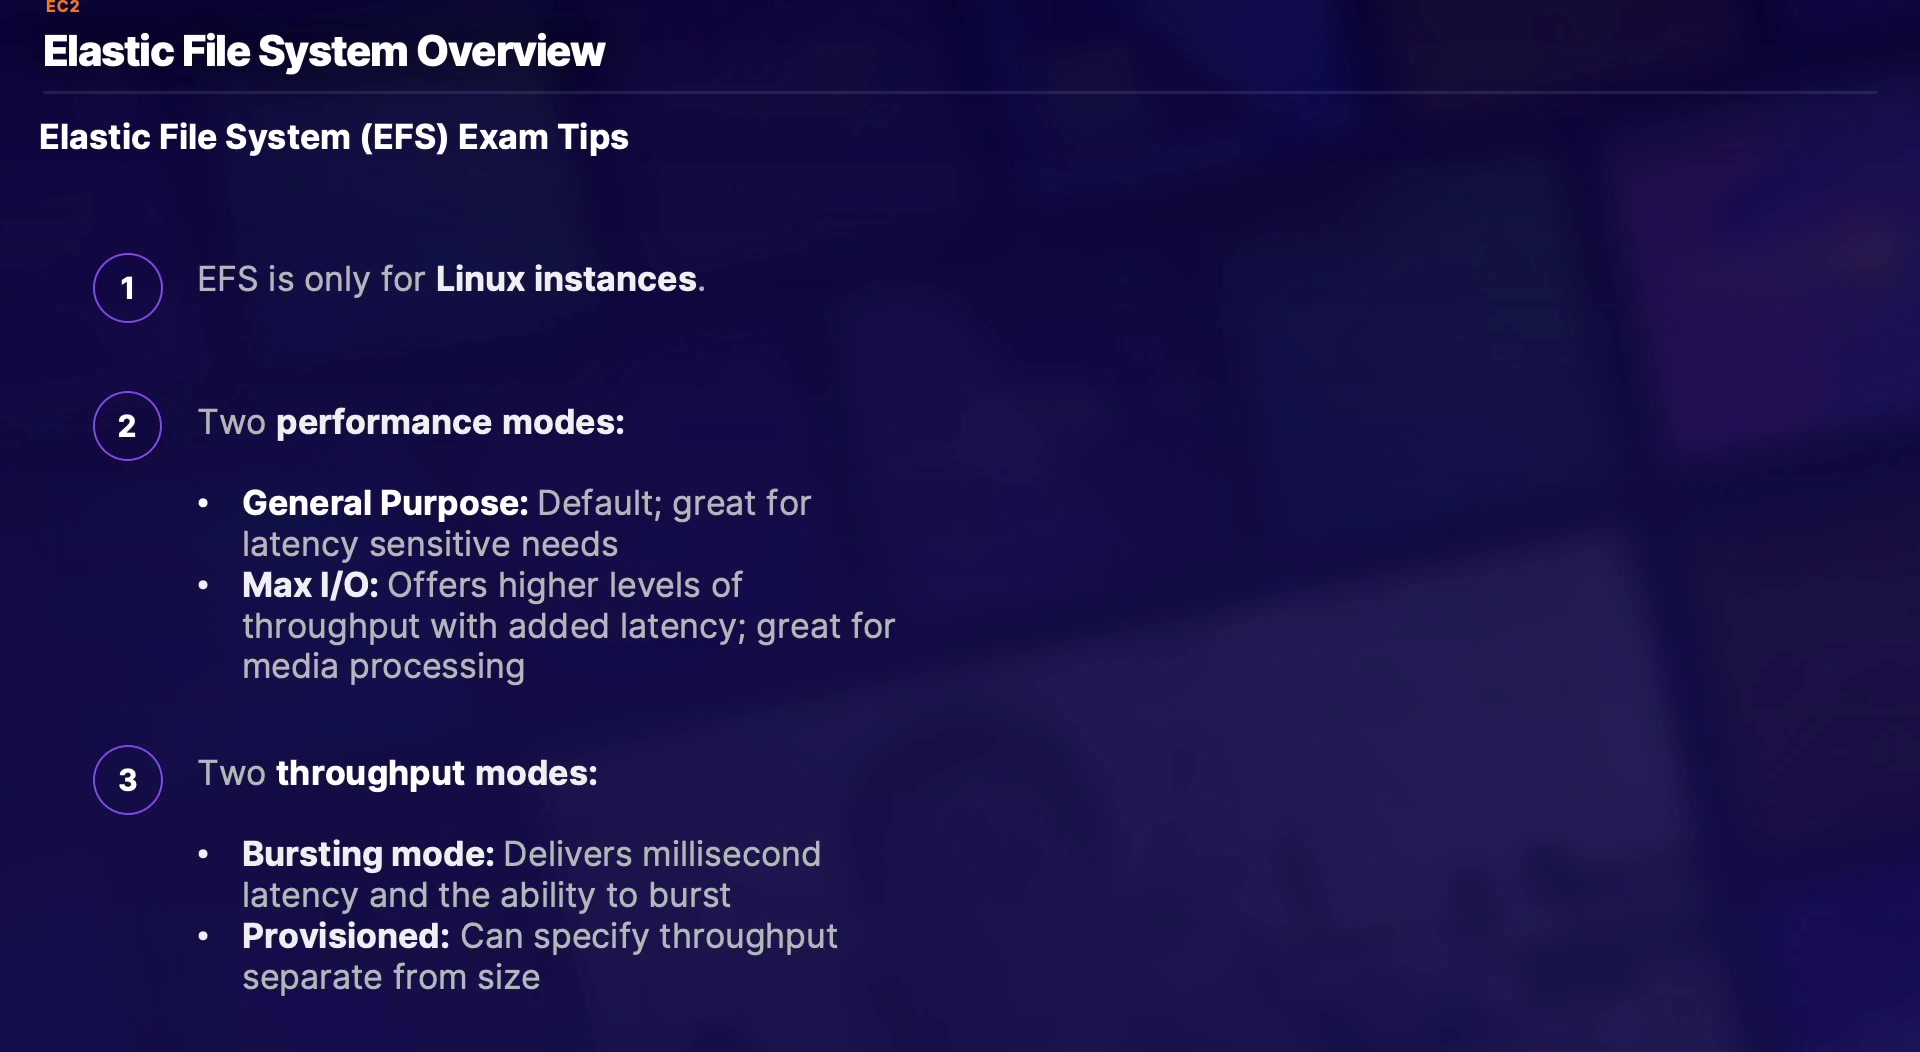 EC2
Elastic File System Overview
Elastic File System (EFS) Exam Tips
1
EFS is only for Linux instances.
2
Two performance modes:
• General Purpose: Default; great for
latency sensitive needs
• Max I/O: Offers higher levels of
throughput with added latency; great for
media processing
3
Two throughput modes:
• Bursting mode: Delivers millisecond
latency and the ability to burst
• Provisioned: Can specify throughput
separate from size